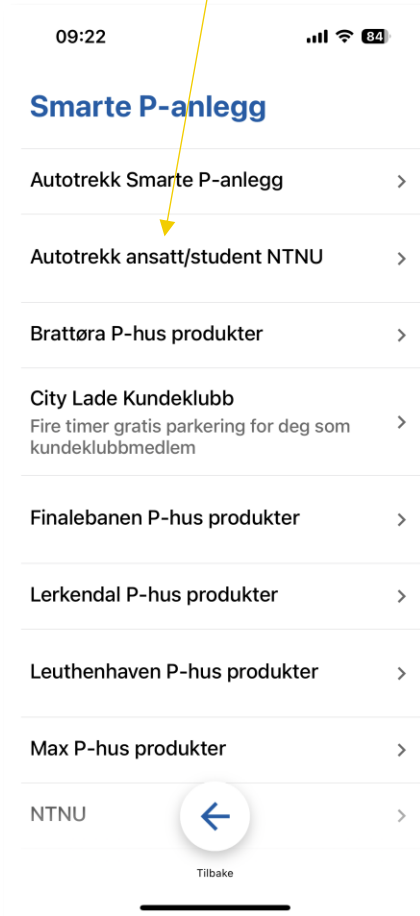 09:22
84
Smarte P-anlegg
Autotrekk Smarte P-anlegg
Autotrekk ansatt/student NTNU
Brattøra P-hus produkter
City Lade Kundeklubb
Fire timer gratis parkering for deg som
kundeklubbmedlem
Finalebanen P-hus produkter
Lerkendal P-hus produkter
Leuthenhaven P-hus produkter
Max P-hus produkter
NTNU
Tilbake